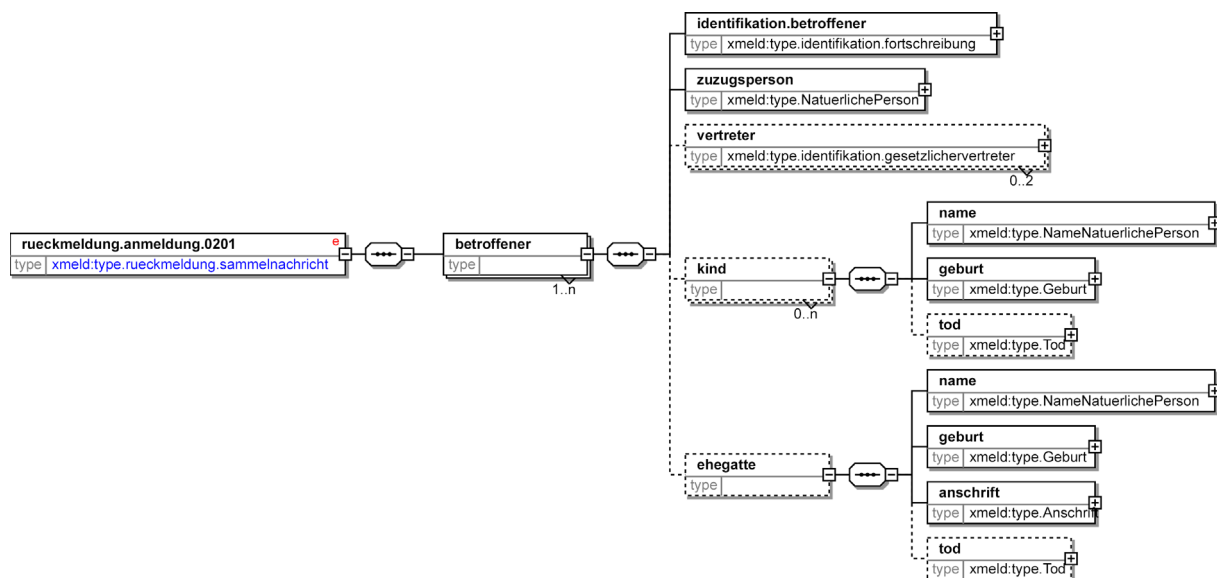 identifikation.betroffener
type xmeld:type.identifikation.fortschreibung
zuzugsperson
type xmeld:type.NatuerlichePerson
vertreter
type xmeld:type.identifikation.gesetzlichervertreter
0..2
rueckmeldung.anmeldung.0201 e
type xmeld:type.rueckmeldung.sammelnachricht
betroffener
type
1..n
kind
type
0..n
name
type xmeld:type.NameNatuerlichePerson
geburt
type xmeld:type.Geburt
tod
type xmeld:type.Tod
ehegatte
type
name
type xmeld:type.NameNatuerlichePerson
geburt
type xmeld:type.Geburt
anschrift
type xmeld:type.Anschrift
tod
type xmeld:type.Tod